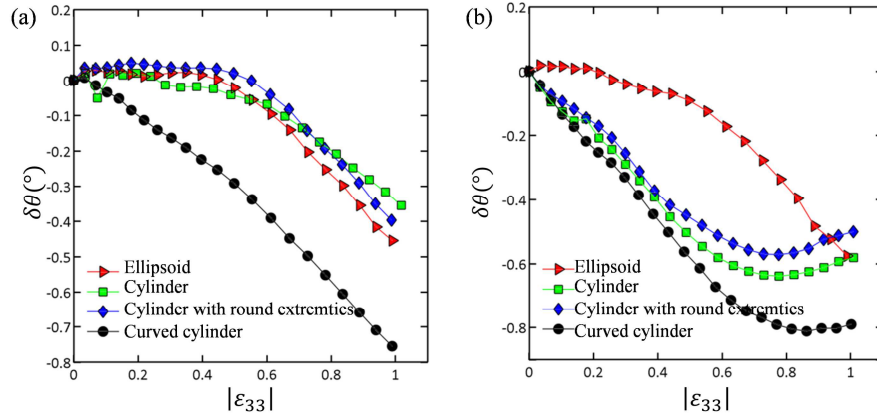 (a)
0.2
0.1
0
-0.1
-0.2
-0.3
-0.4
-0.5
-0.6
-0.7
-0.8
δθ(°)
Ellipsoid
Cylinder
Cylinder with round extremtics
Curved cylinder
0 0.2 0.4 0.6 0.8 1
|ε33|
(b)
0.2
0
-0.2
-0.4
-0.6
-0.8
δθ(°)
Ellipsoid
Cylinder
Cylinder with round extremtics
Curved cylinder
0 0.2 0.4 0.6 0.8 1
|ε33|